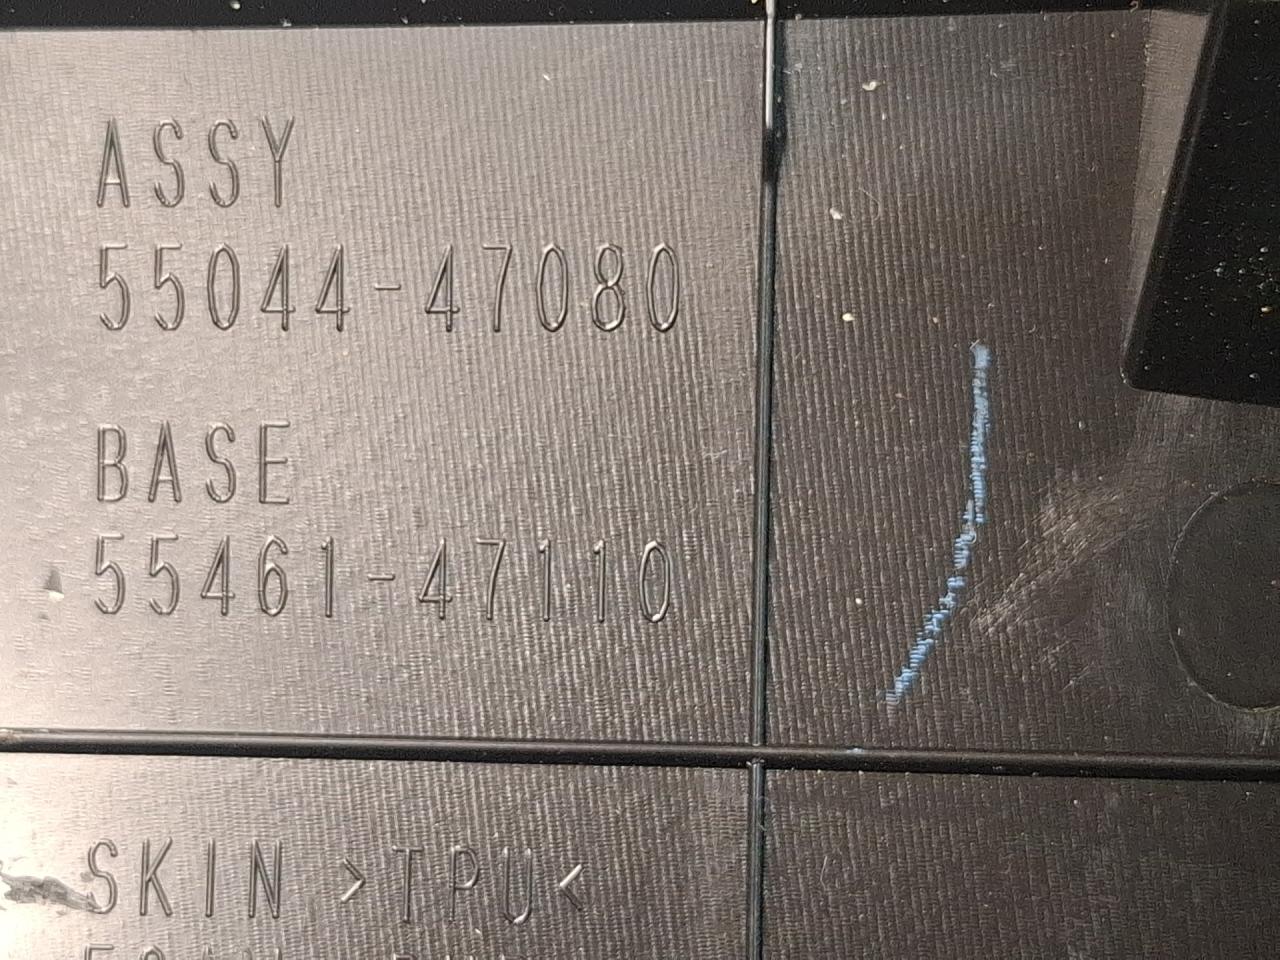 ASSY
55044-47080
BASE
55461-47110
SKIN >TPU<